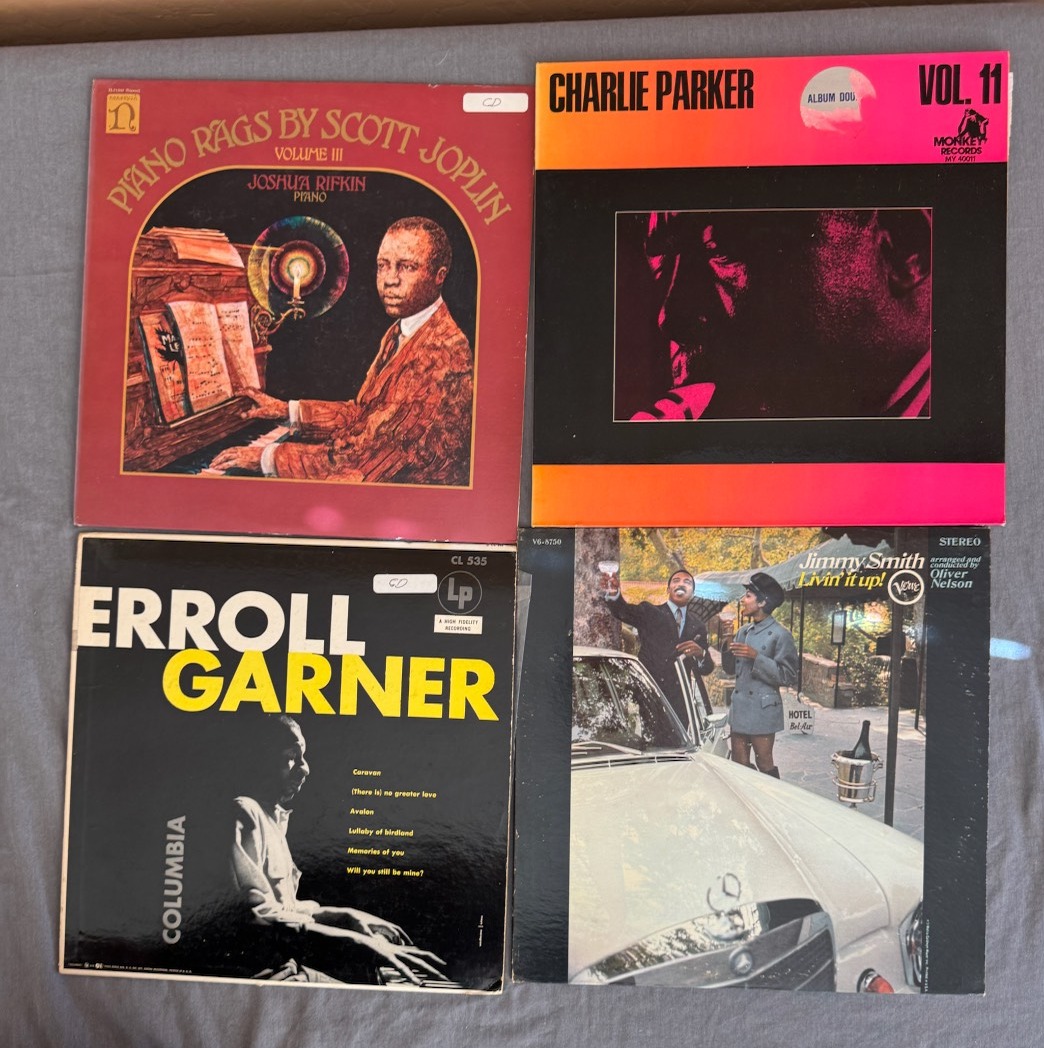 CD
PIANO RAGS BY SCOTT JOPLIN
VOLUME III
JOSHUA RIFKIN
PIANO
CHARLIE PARKER
ALBUM DOU
VOL. 11
MONKEY
RECORDS
MY 40011
CL 535
CD
Lp
A HIGH FIDELITY
RECORDING
ERROLL
GARNER
Caravan
(There is) no greater love
Avalon
Lullaby of birdland
Memories of you
Will you still be mine?
COLUMBIA
V6-8750
STEREO
Jimmy Smith
Livin' it up!
Verve
arranged and
conducted by
Oliver
Nelson
HOTEL
Bel-Air